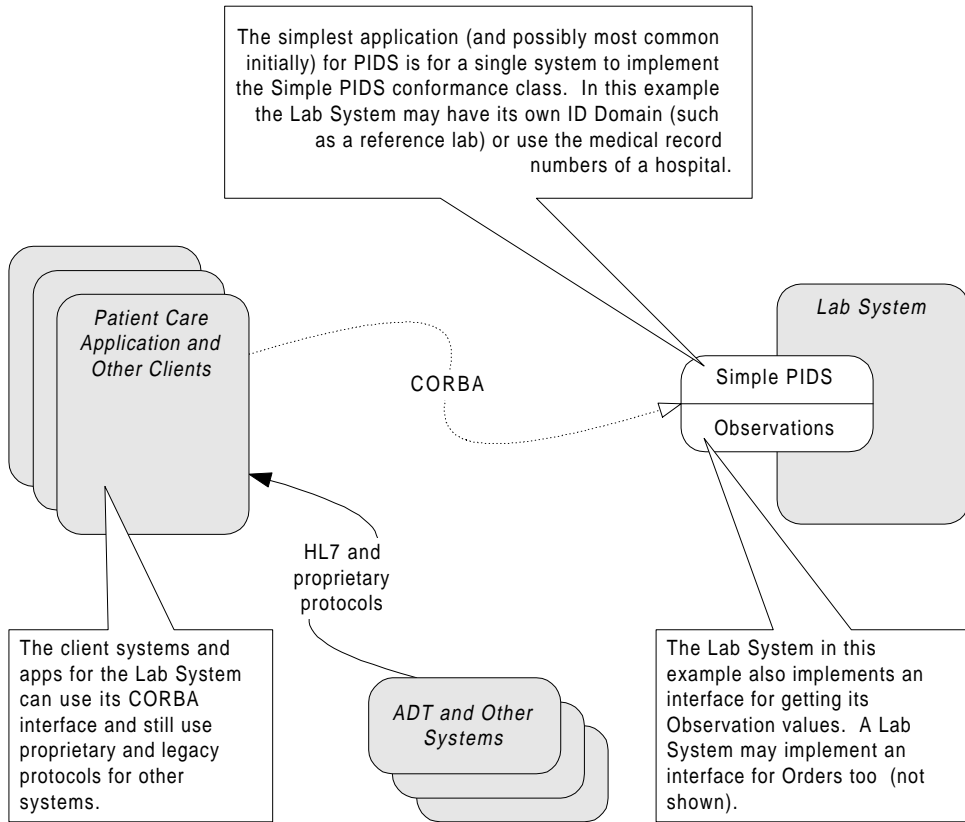 The simplest application (and possibly most common
initially) for PIDS is for a single system to implement
the Simple PIDS conformance class.  In this example
the Lab System may have its own ID Domain (such
as a reference lab) or use the medical record
numbers of a hospital.
Patient Care
Application and
Other Clients
Lab System
CORBA
Simple PIDS
Observations
HL7 and
proprietary
protocols
The client systems and
apps for the Lab System
can use its CORBA
interface and still use
proprietary and legacy
protocols for other
systems.
ADT and Other
Systems
The Lab System in this
example also implements an
interface for getting its
Observation values.  A Lab
System may implement an
interface for Orders too  (not
shown).